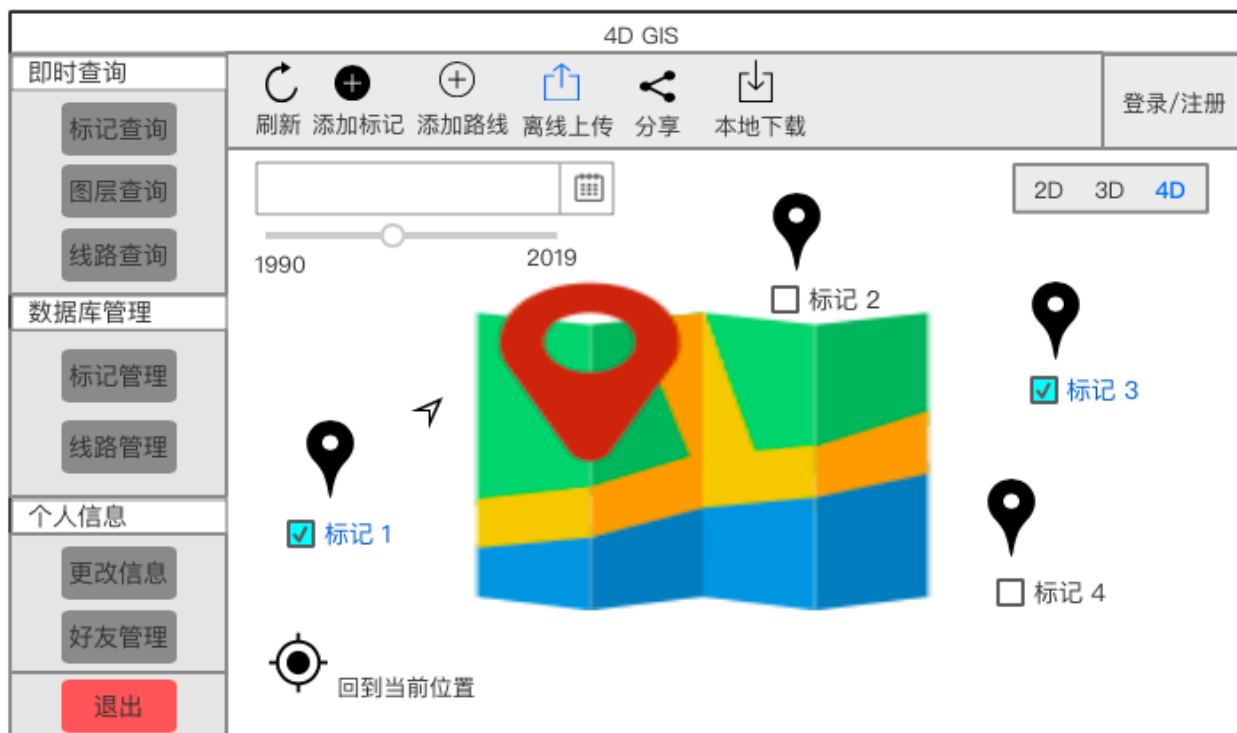 4D GIS
即时查询
标记查询
图层查询
线路查询
数据库管理
标记管理
线路管理
个人信息
更改信息
好友管理
退出
刷新 添加标记 添加路线 离线上传 分享 本地下载
登录/注册
1990 2019
2D 3D 4D
标记 2
标记 3
标记 1
标记 4
回到当前位置